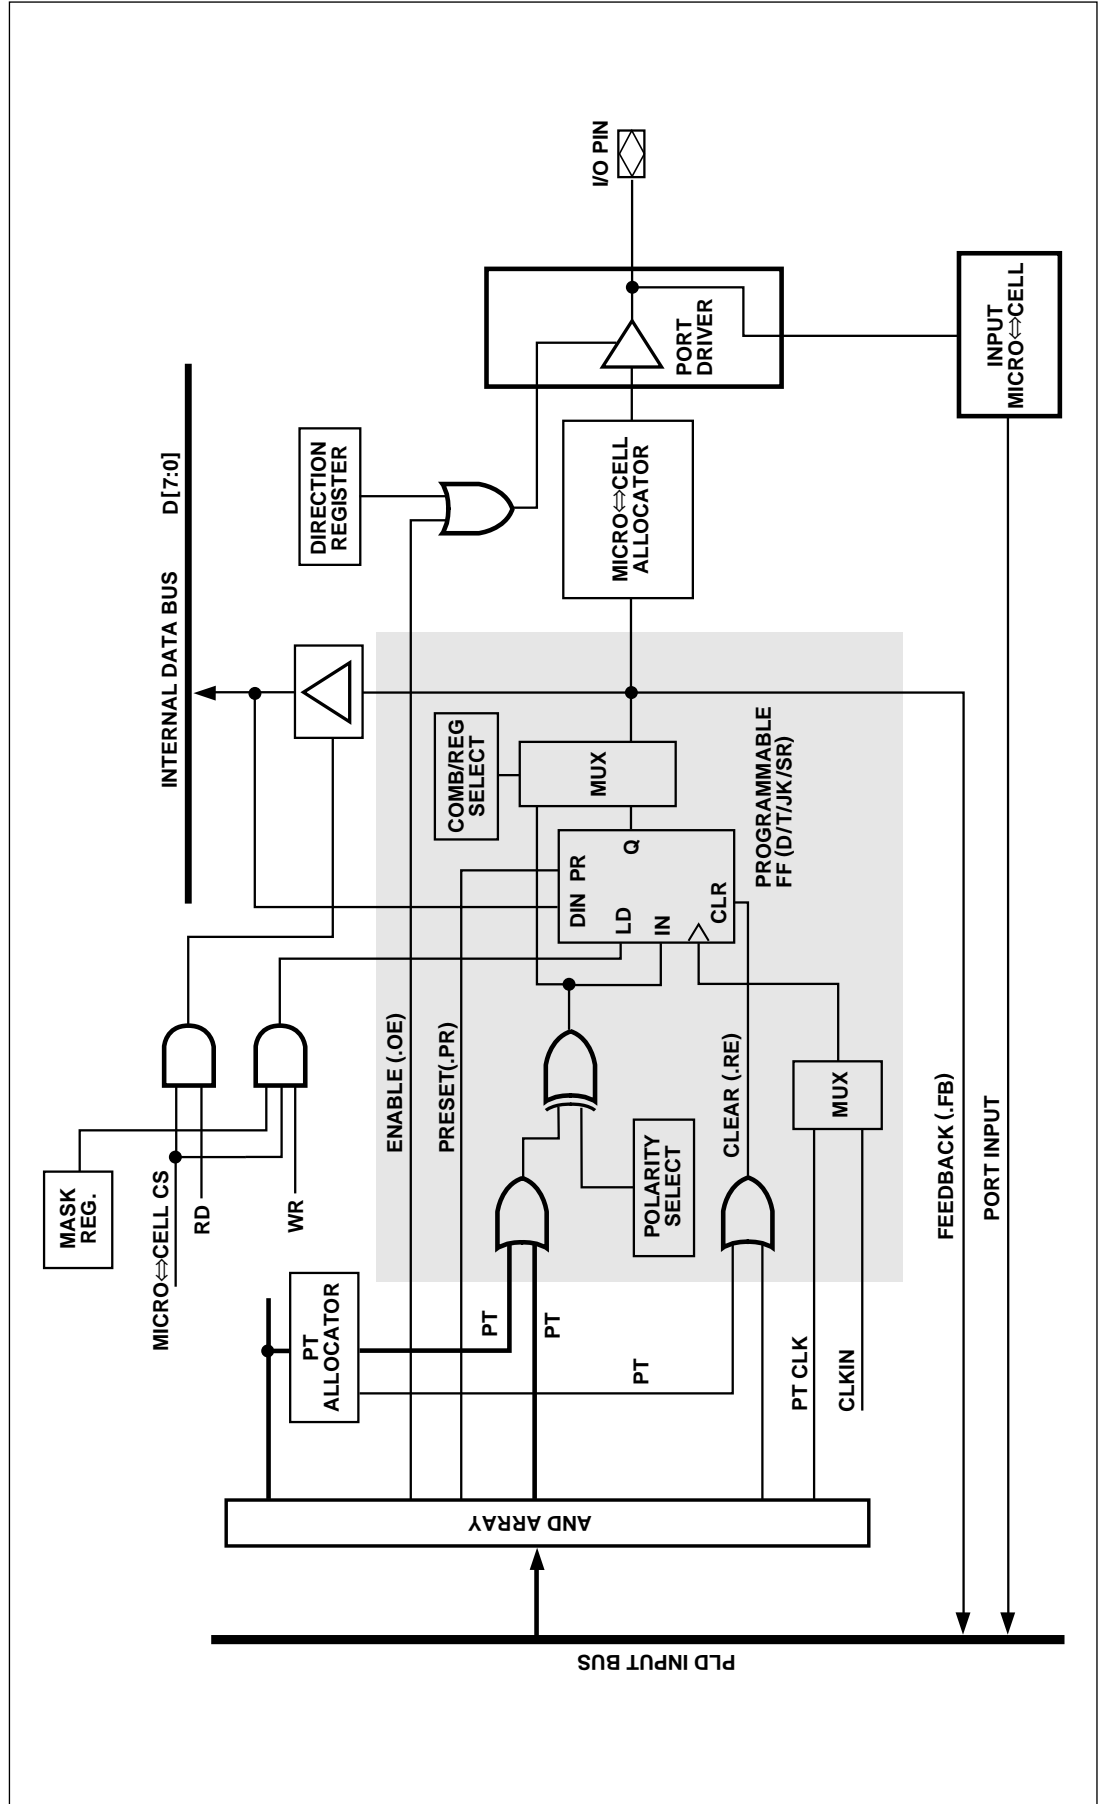 MASK
REG.
MICRO⇔CELL CS
RD
WR
INTERNAL DATA BUS
D[7:0]
DIRECTION
REGISTER
PT
ALLOCATOR
ENABLE (.OE)
PRESET(.PR)
COMB/REG
SELECT
PT
PT
PT
POLARITY
SELECT
DIN
PR
LD
IN
Q
CLR
MUX
PROGRAMMABLE
FF (D/T/JK/SR)
CLEAR (.RE)
MUX
PT CLK
CLKIN
AND ARRAY
PLD INPUT BUS
MICRO⇔CELL
ALLOCATOR
PORT
DRIVER
I/O PIN
INPUT
MICRO⇔CELL
FEEDBACK (.FB)
PORT INPUT